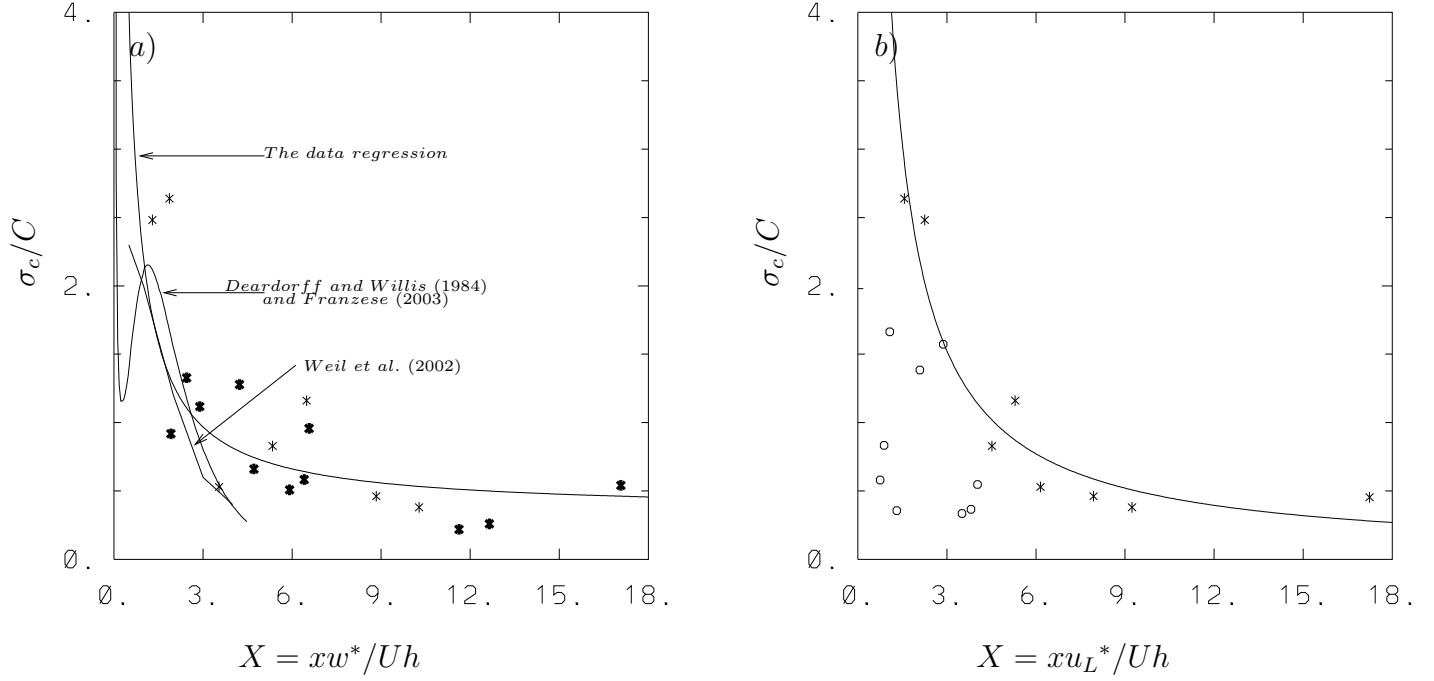 4.
a)
The data regression
σc/C
2.
Deardorff and Willis (1984)
and Franzese (2003)
Weil et al. (2002)
0.
0. 3. 6. 9. 12. 15. 18.
X = xw*/Uh
4.
b)
σc/C
2.
0.
0. 3. 6. 9. 12. 15. 18.
X = xuL*/Uh